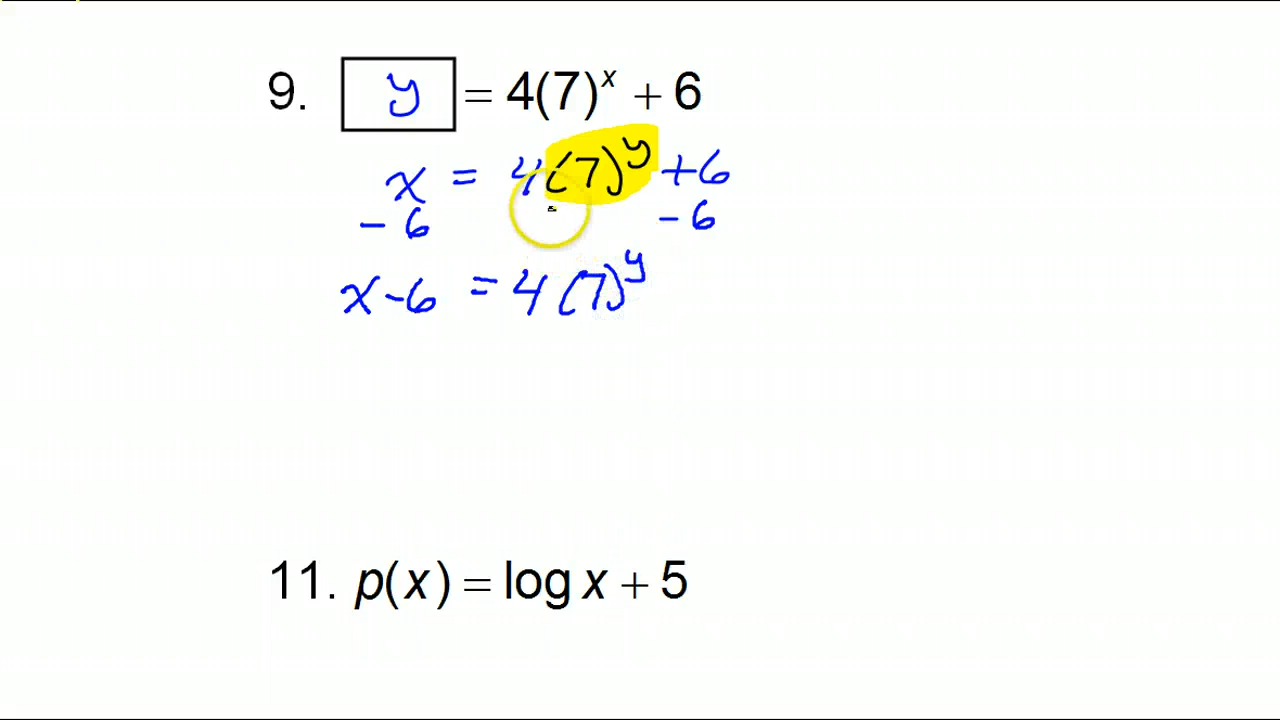 9. y = 4(7)^x + 6
x = 4(7)^y + 6
- 6 - 6
x - 6 = 4(7)^y
11. p(x) = log x + 5